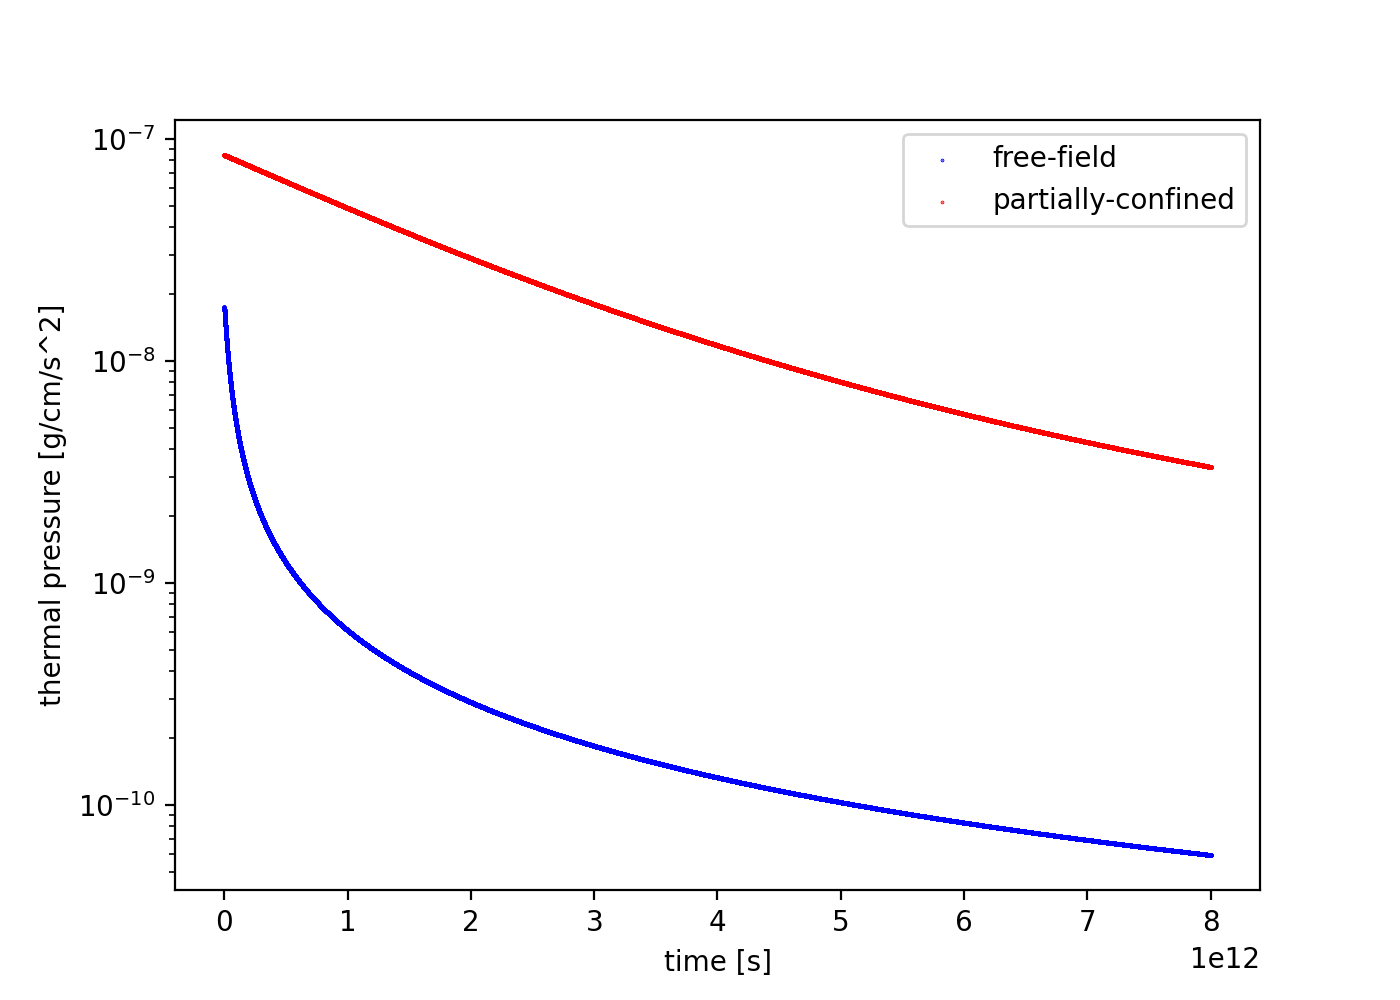 thermal pressure [g/cm/s^2]
10⁻⁷
10⁻⁸
10⁻⁹
10⁻¹⁰
free-field
partially-confined
0 1 2 3 4 5 6 7 8
1e12
time [s]